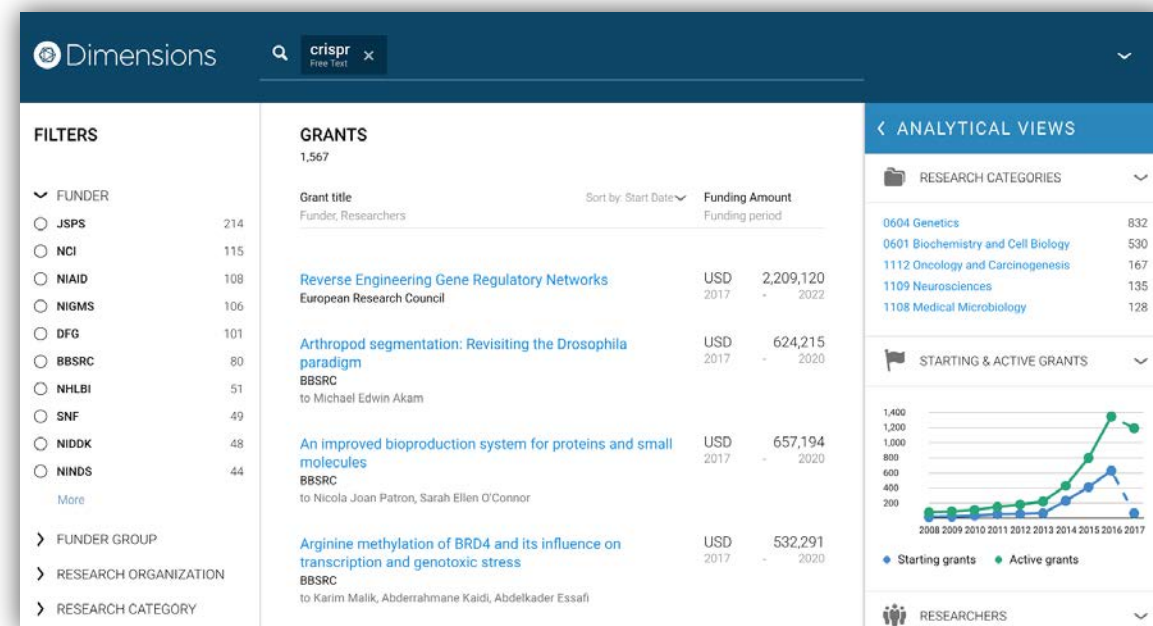 Dimensions
crispr ×
Free Text
FILTERS
FUNDER
JSPS 214
NCI 115
NIAID 108
NIGMS 106
DFG 101
BBSRC 80
NHLBI 51
SNF 49
NIDDK 48
NINDS 44
More
FUNDER GROUP
RESEARCH ORGANIZATION
RESEARCH CATEGORY
GRANTS
1,567
Grant title Sort by: Start Date Funding Amount
Funder, Researchers Funding period
Reverse Engineering Gene Regulatory Networks USD 2,209,120
European Research Council 2017 - 2022
Arthropod segmentation: Revisiting the Drosophila USD 624,215
paradigm 2017 - 2020
BBSRC
to Michael Edwin Akam
An improved bioproduction system for proteins and small USD 657,194
molecules 2017 - 2020
BBSRC
to Nicola Joan Patron, Sarah Ellen O'Connor
Arginine methylation of BRD4 and its influence on USD 532,291
transcription and genotoxic stress 2017 - 2020
BBSRC
to Karim Malik, Abderrahmane Kaidi, Abdelkader Essafi
ANALYTICAL VIEWS
RESEARCH CATEGORIES
0604 Genetics 832
0601 Biochemistry and Cell Biology 530
1112 Oncology and Carcinogenesis 167
1109 Neurosciences 135
1108 Medical Microbiology 128
STARTING & ACTIVE GRANTS
1,400
1,200
1,000
800
600
400
200
2008 2009 2010 2011 2012 2013 2014 2015 2016 2017
Starting grants Active grants
RESEARCHERS